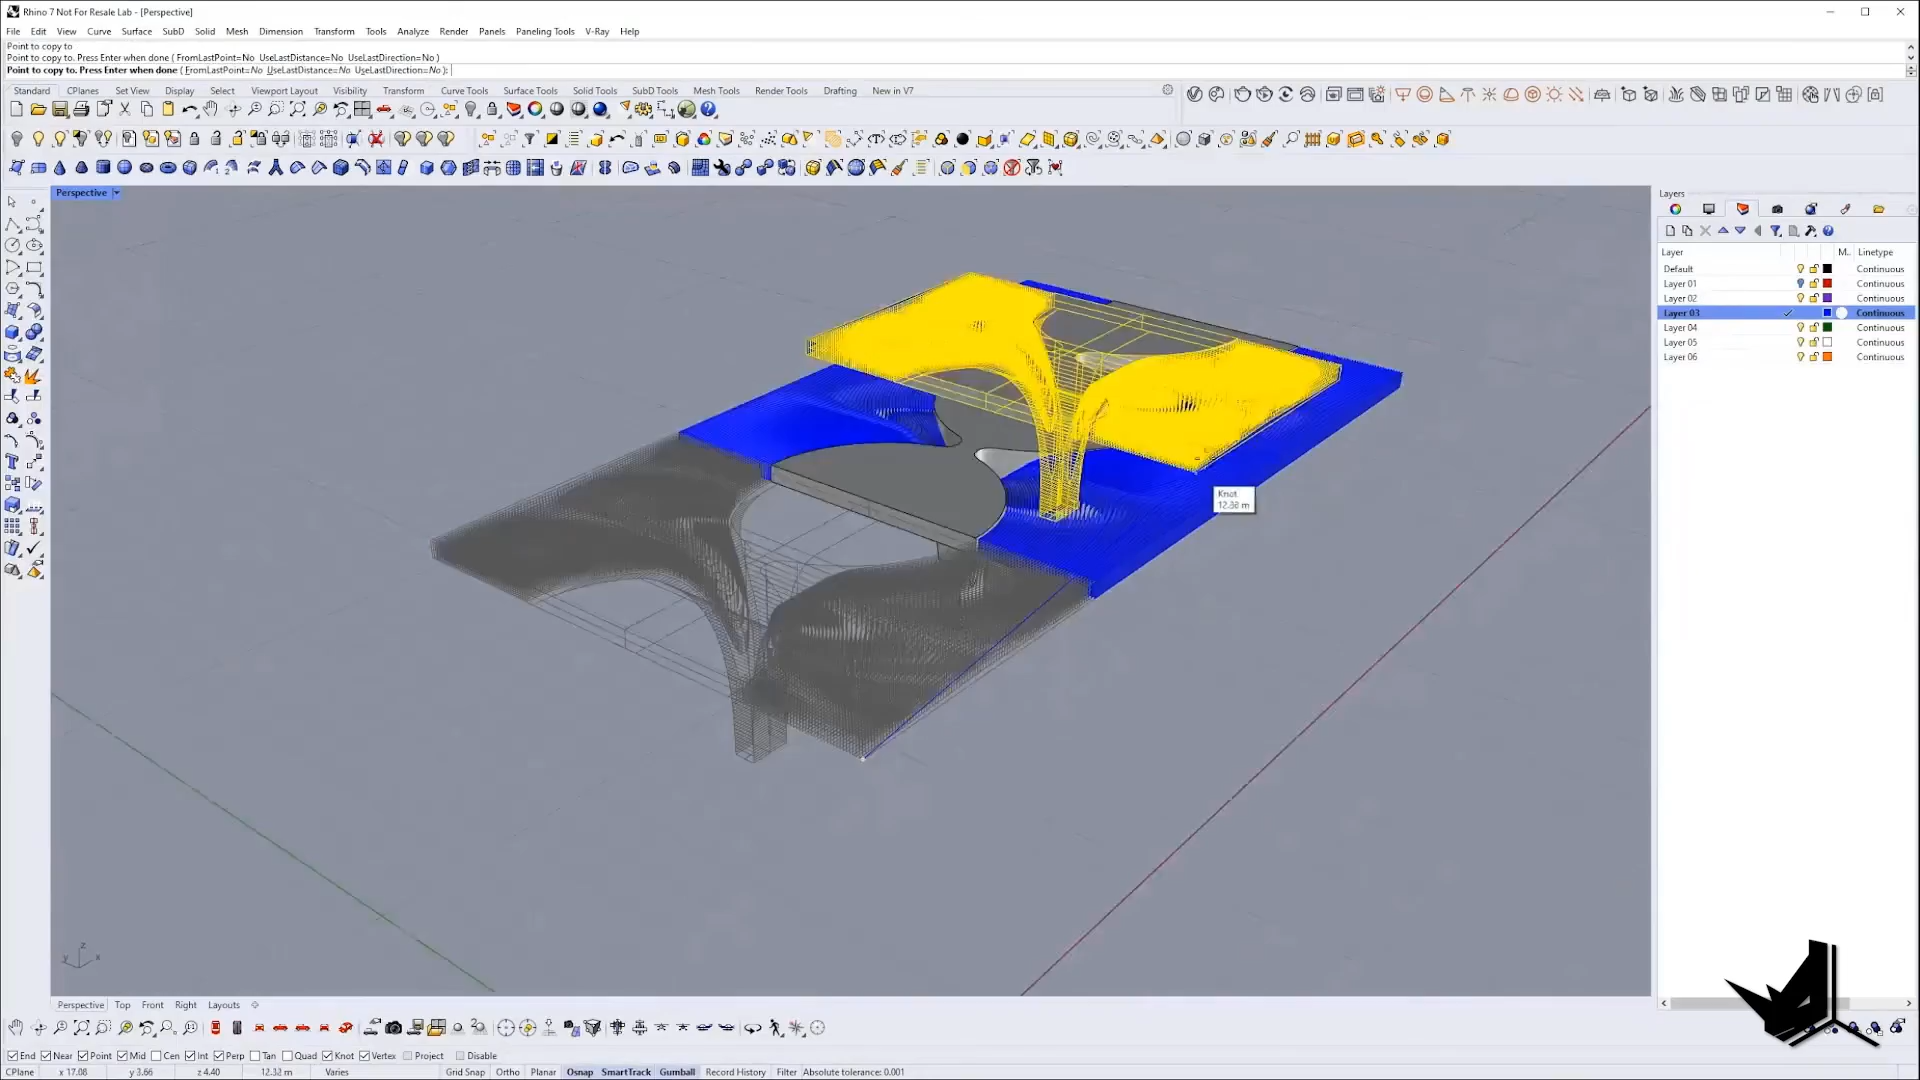 Rhino 7 Not For Resale Lab - [Perspective]
File Edit View Curve Surface SubD Solid Mesh Dimension Transform Tools Analyze Render Panels Paneling Tools V-Ray Help
Point to copy to
Point to copy to. Press Enter when done ( FromLastPoint=No UseLastDistance=No UseLastDirection=No )
Point to copy to. Press Enter when done ( FromLastPoint=No UseLastDistance=No UseLastDirection=No ):
Standard CPlanes Set View Display Select Viewport Layout Visibility Transform Curve Tools Surface Tools Solid Tools SubD Tools Mesh Tools Render Tools Drafting New in V7
Perspective
Layers
Layer M.. Linetype
Default Continuous
Layer 01 Continuous
Layer 02 Continuous
Layer 03 Continuous
Layer 04 Continuous
Layer 05 Continuous
Layer 06 Continuous
Knot
12.32 m
z
y x
Perspective Top Front Right Layouts
End Near Point Mid Cen Int Perp Tan Quad Knot Vertex Project Disable
CPlane x 17.08 y 3.66 z 4.40 12.32 m Varies Grid Snap Ortho Planar Osnap SmartTrack Gumball Record History Filter Absolute tolerance: 0.001